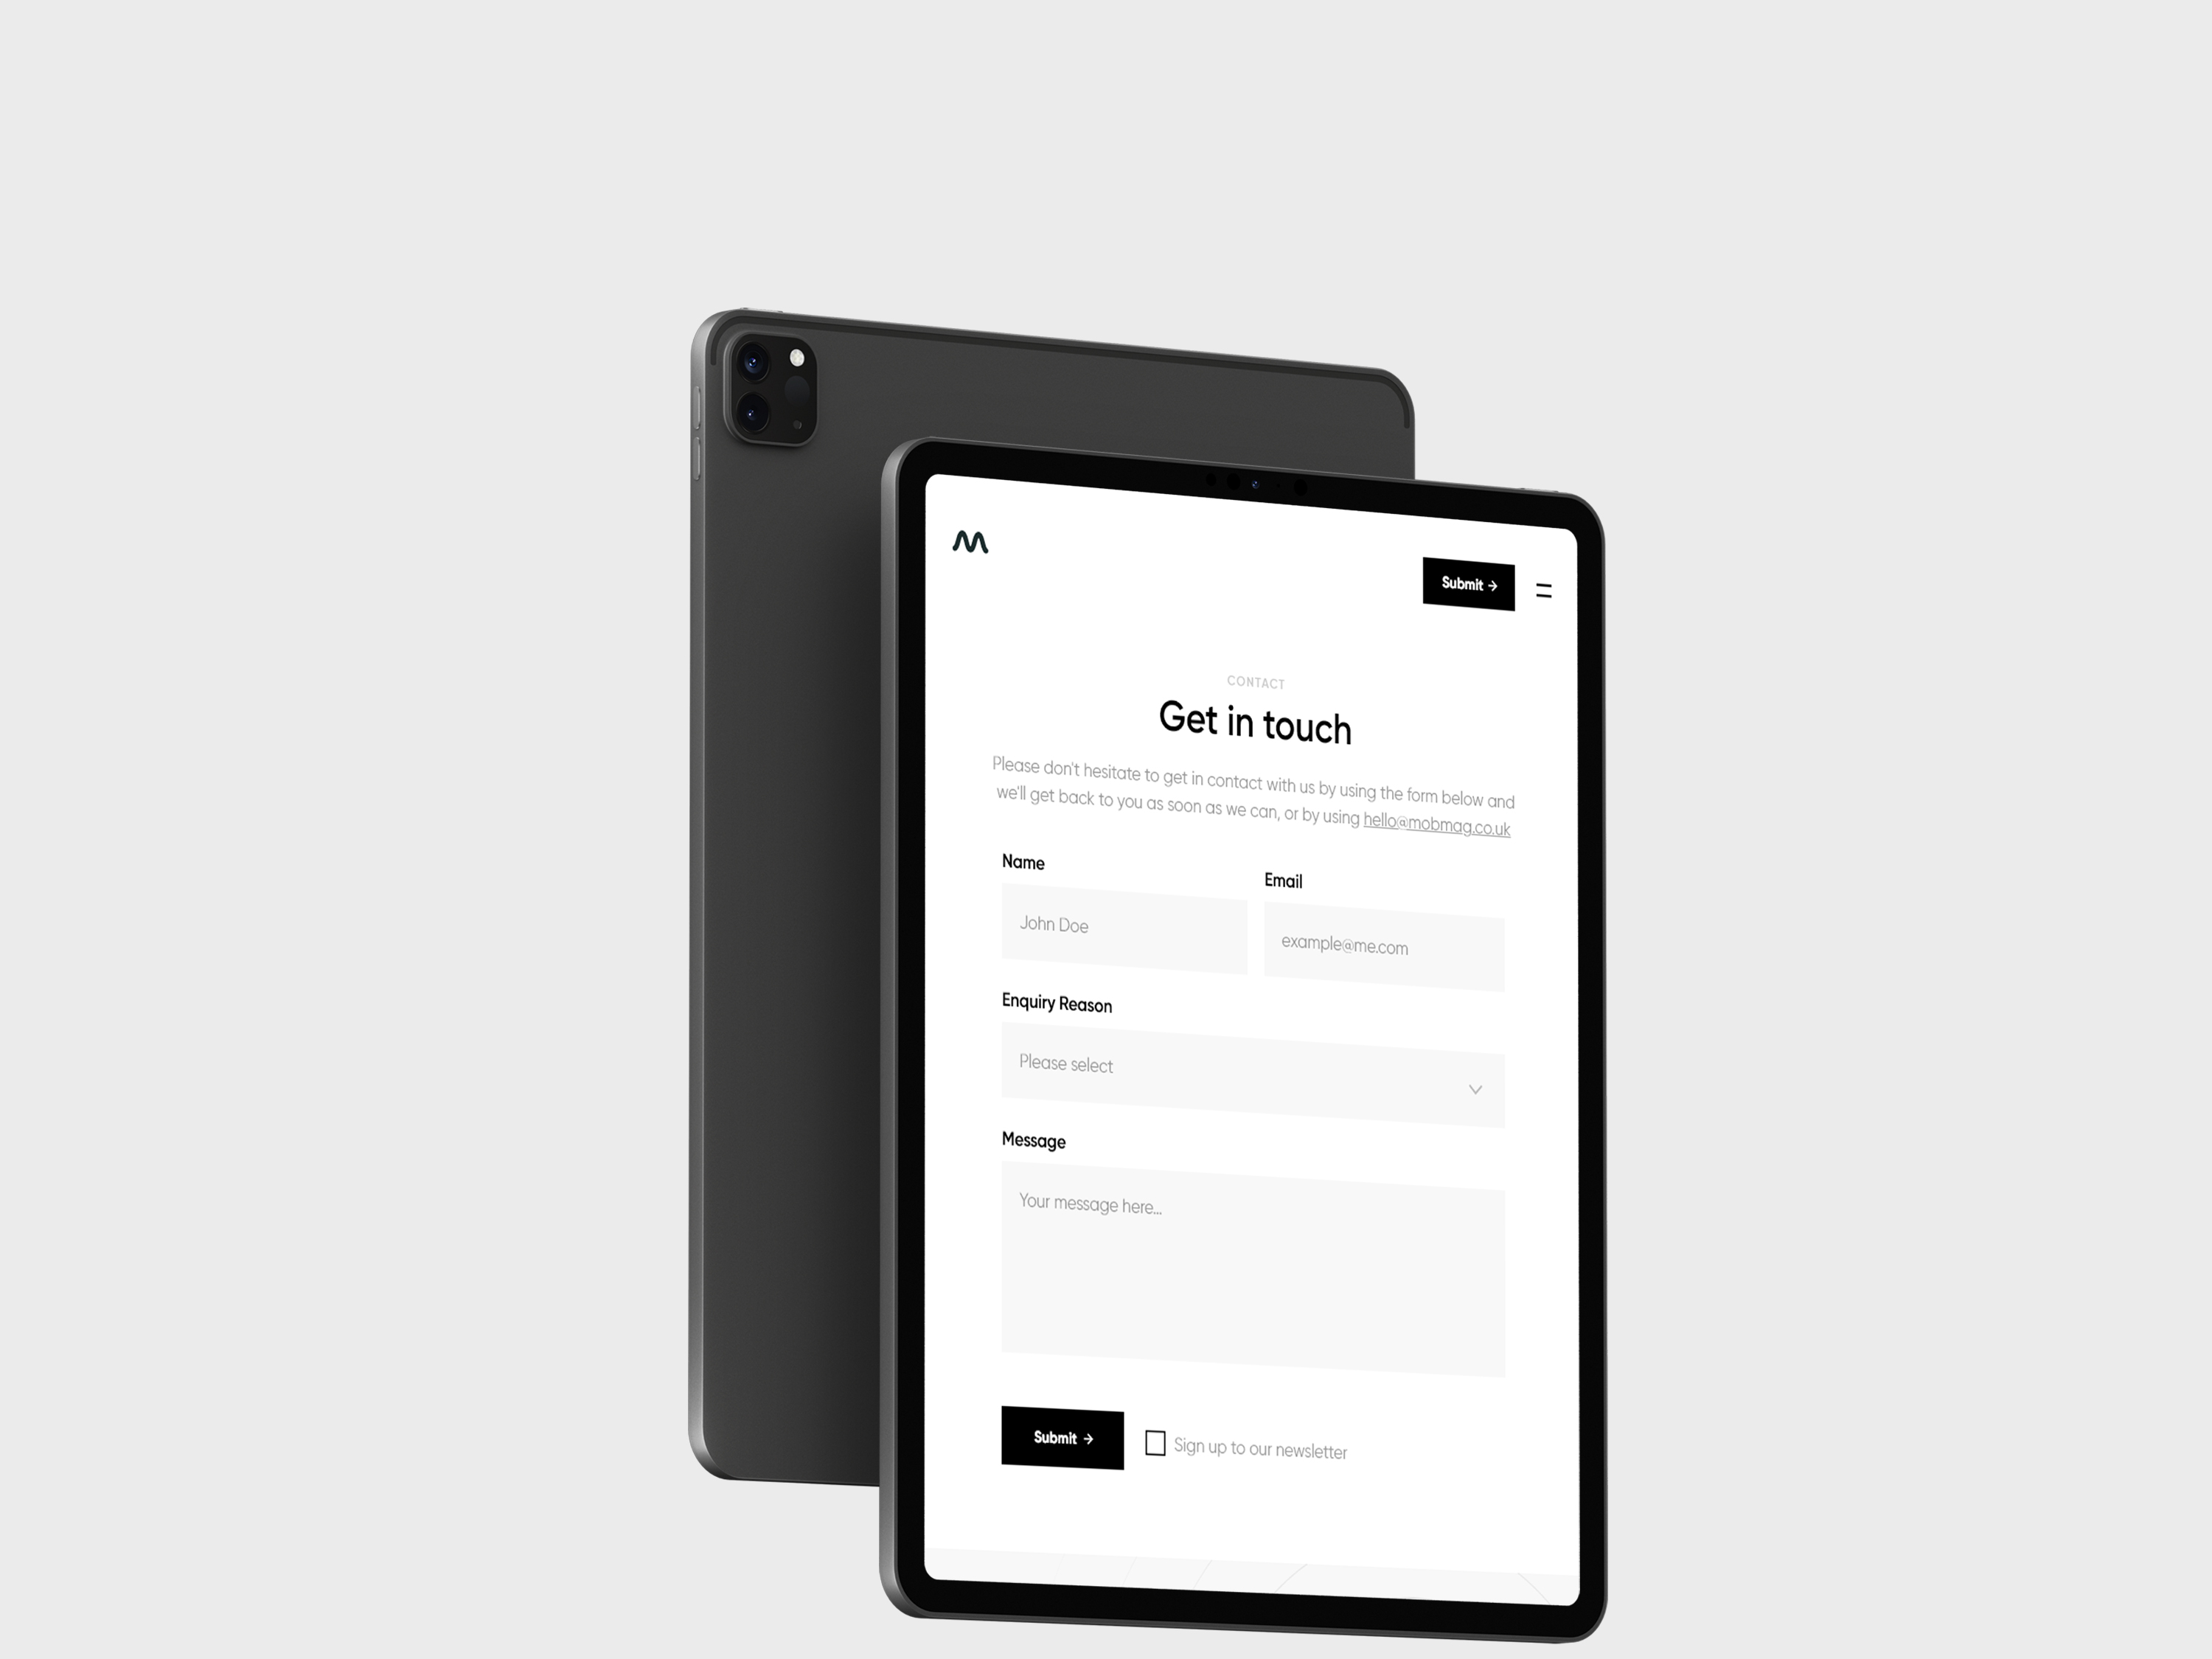 Submit →
CONTACT
Get in touch
Please don't hesitate to get in contact with us by using the form below and
we'll get back to you as soon as we can, or by using hello@mobmag.co.uk
Name
Email
John Doe
example@me.com
Enquiry Reason
Please select
Message
Your message here...
Submit →
Sign up to our newsletter